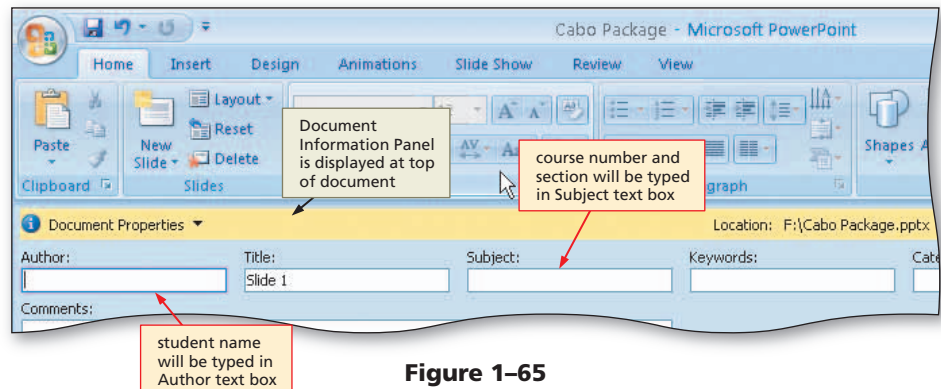 Cabo Package - Microsoft PowerPoint
Home Insert Design Animations Slide Show Review View
Paste
Clipboard
New
Slide
Layout
Reset
Delete
Slides
Document
Information Panel
is displayed at top
of document
course number and
section will be typed
in Subject text box
graph
Shapes
Document Properties
Location: F:\Cabo Package.pptx
Author: Title: Subject: Keywords:
Slide 1
Comments:
student name
will be typed in
Author text box
Figure 1–65